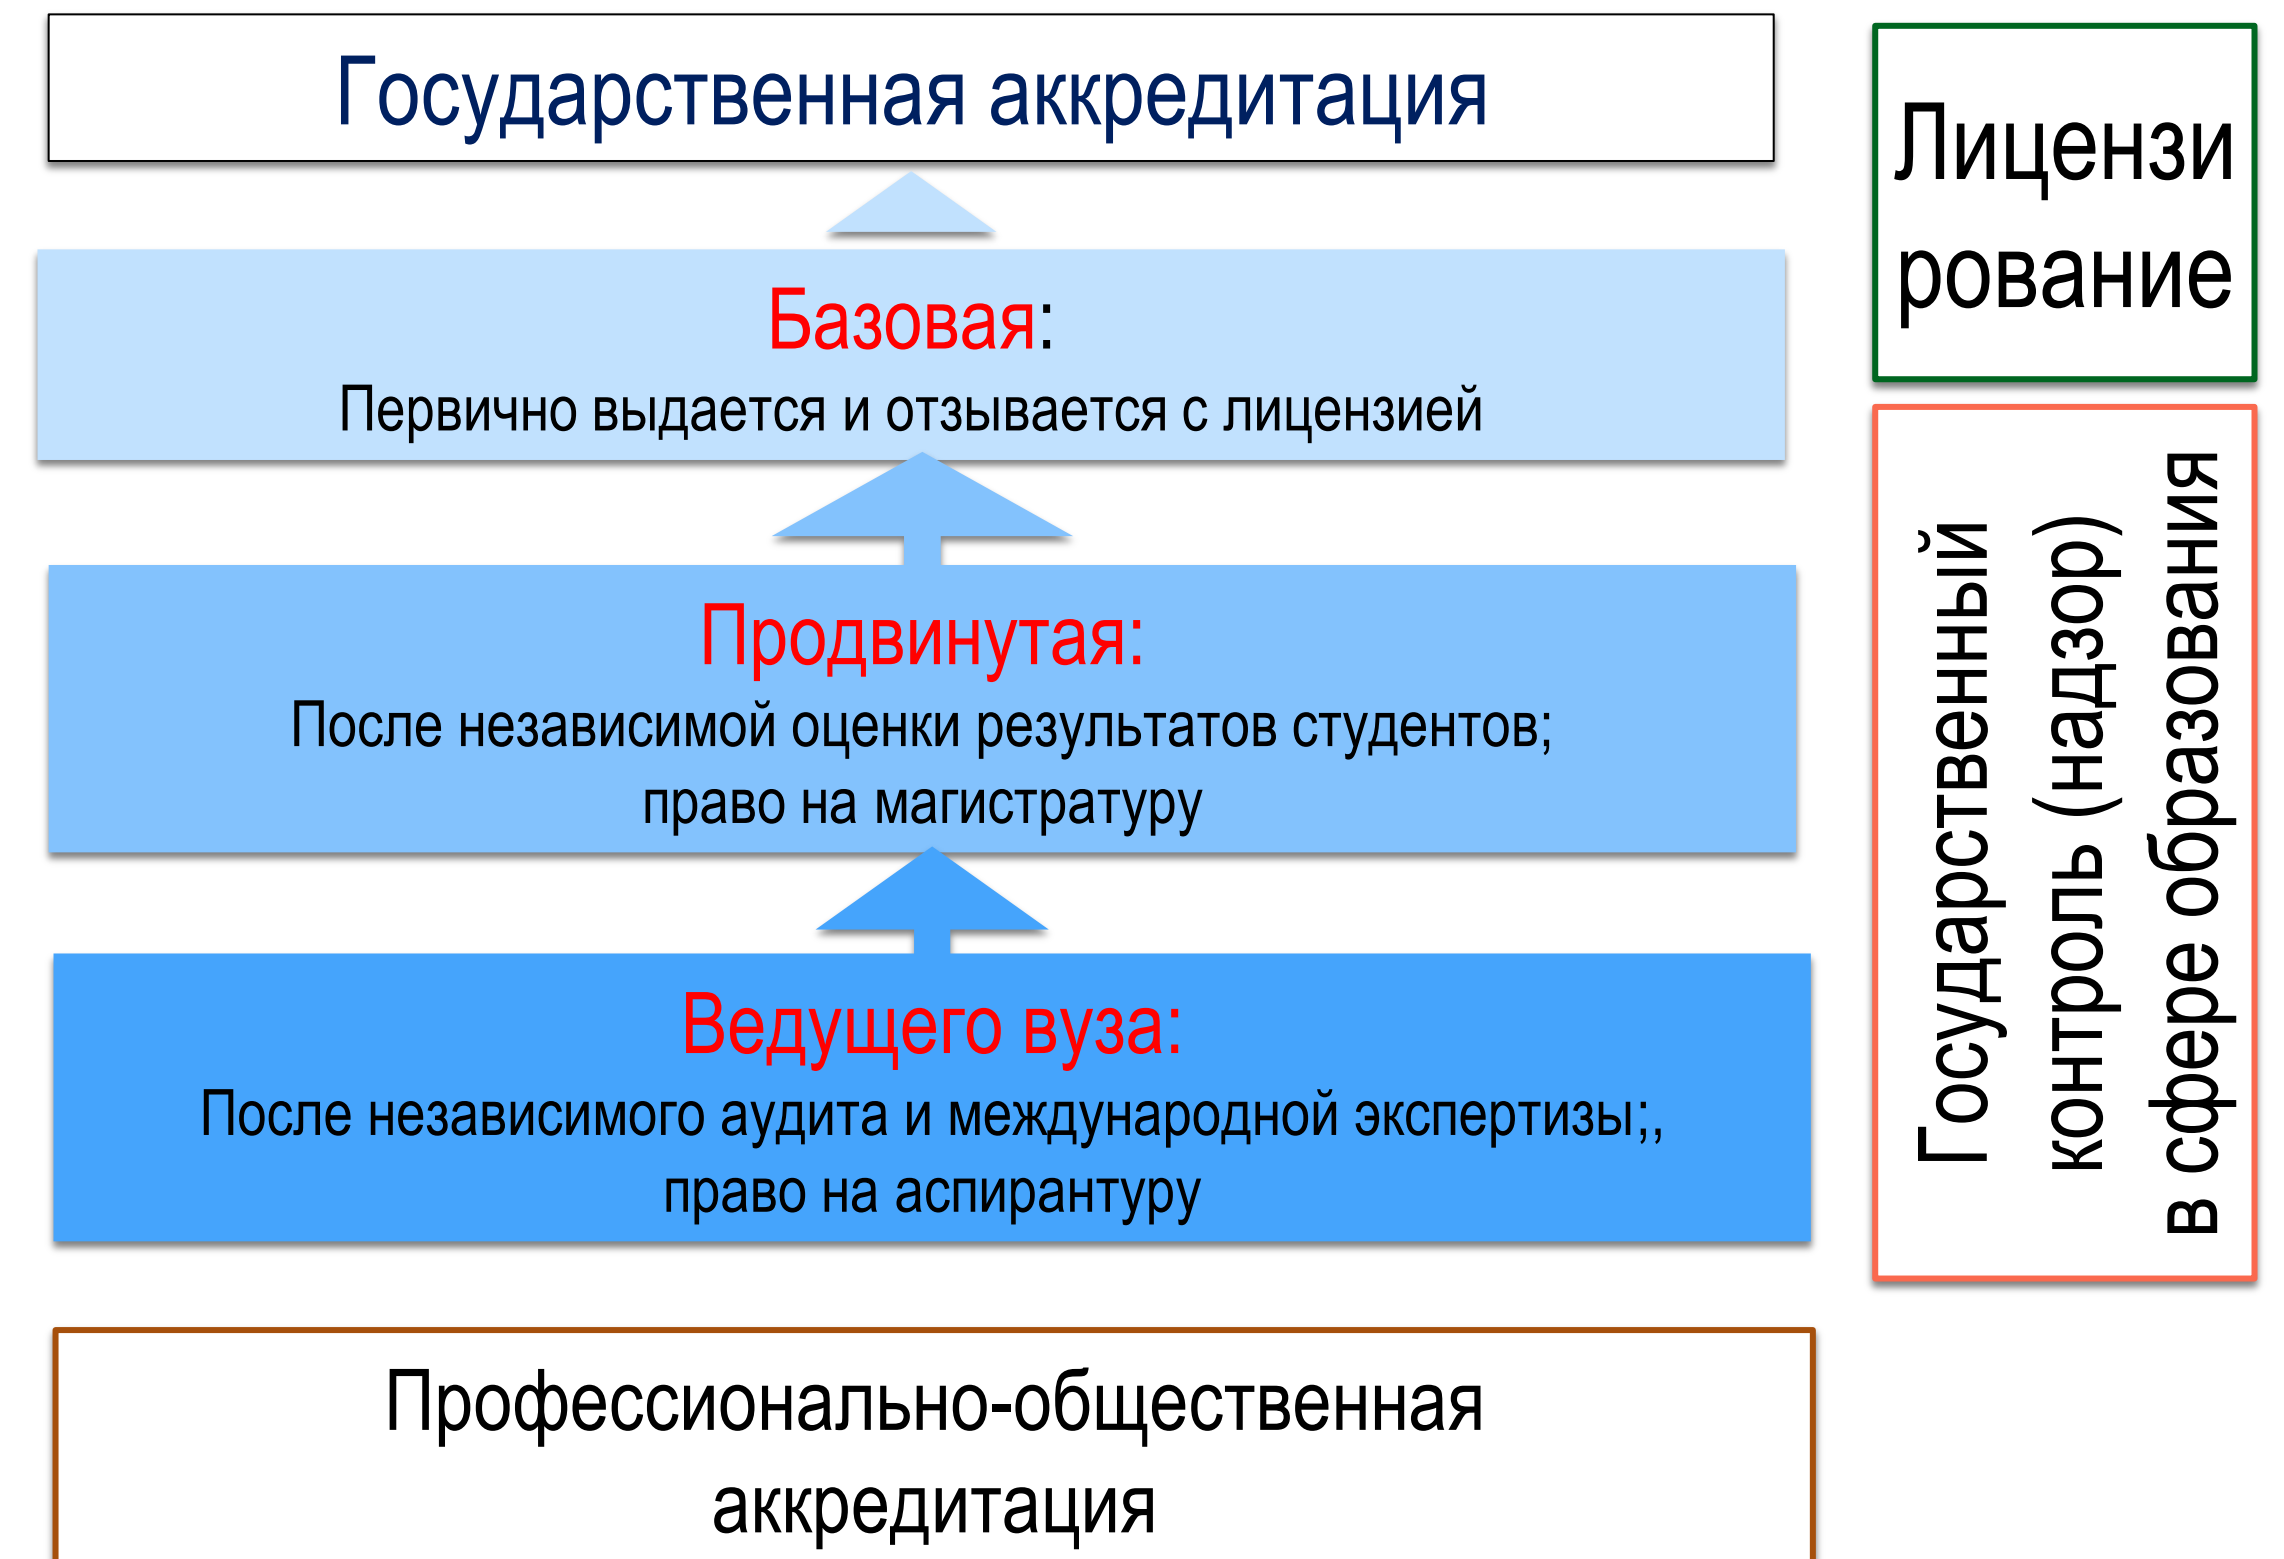 Государственная аккредитация
Базовая:
Первично выдается и отзывается с лицензией
Продвинутая:
После независимой оценки результатов студентов;
право на магистратуру
Ведущего вуза:
После независимого аудита и международной экспертизы;,
право на аспирантуру
Профессионально-общественная
аккредитация
Лицензи
рование
Государственный
контроль (надзор)
в сфере образования